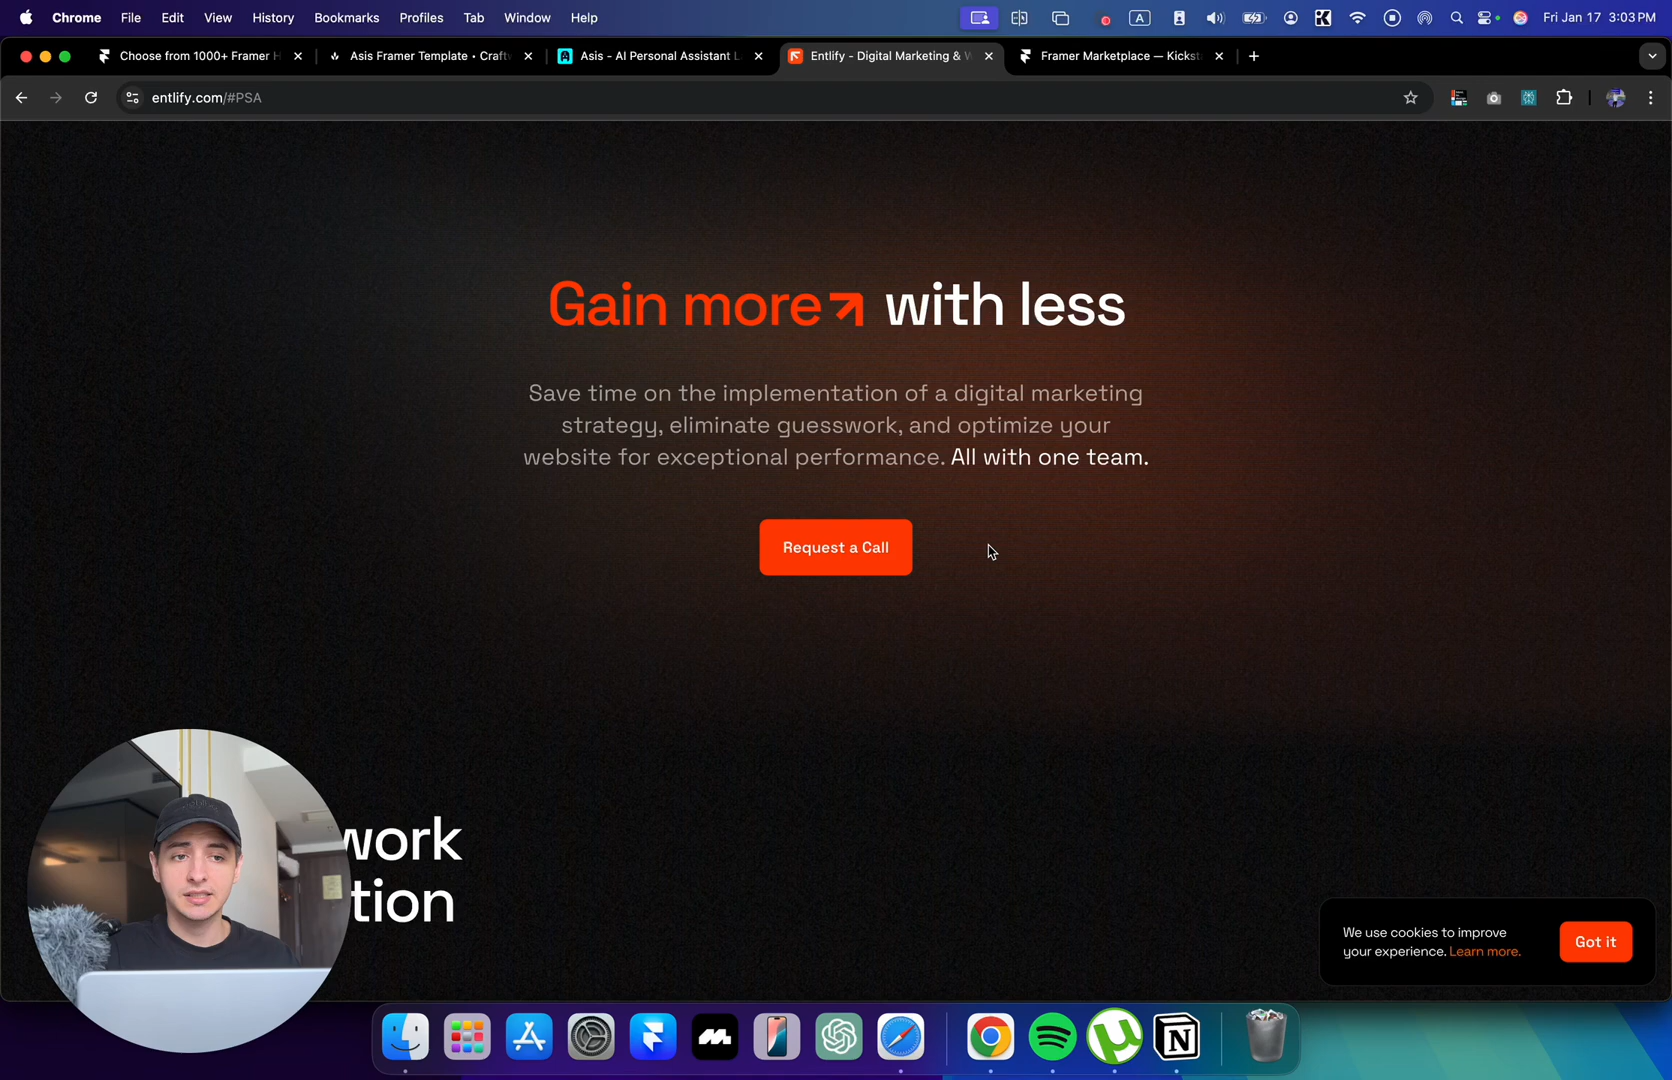 Chrome File Edit View History Bookmarks Profiles Tab Window Help
A
Fri Jan 17 3:03 PM
Choose from 1000+ Framer H
Asis Framer Template • Craftw
Asis - AI Personal Assistant L
Entlify - Digital Marketing & W
Framer Marketplace — Kicksta
entlify.com/#PSA
Gain more with less
Save time on the implementation of a digital marketing
strategy, eliminate guesswork, and optimize your
website for exceptional performance. All with one team.
Request a Call
work
tion
We use cookies to improve
your experience. Learn more.
Got it